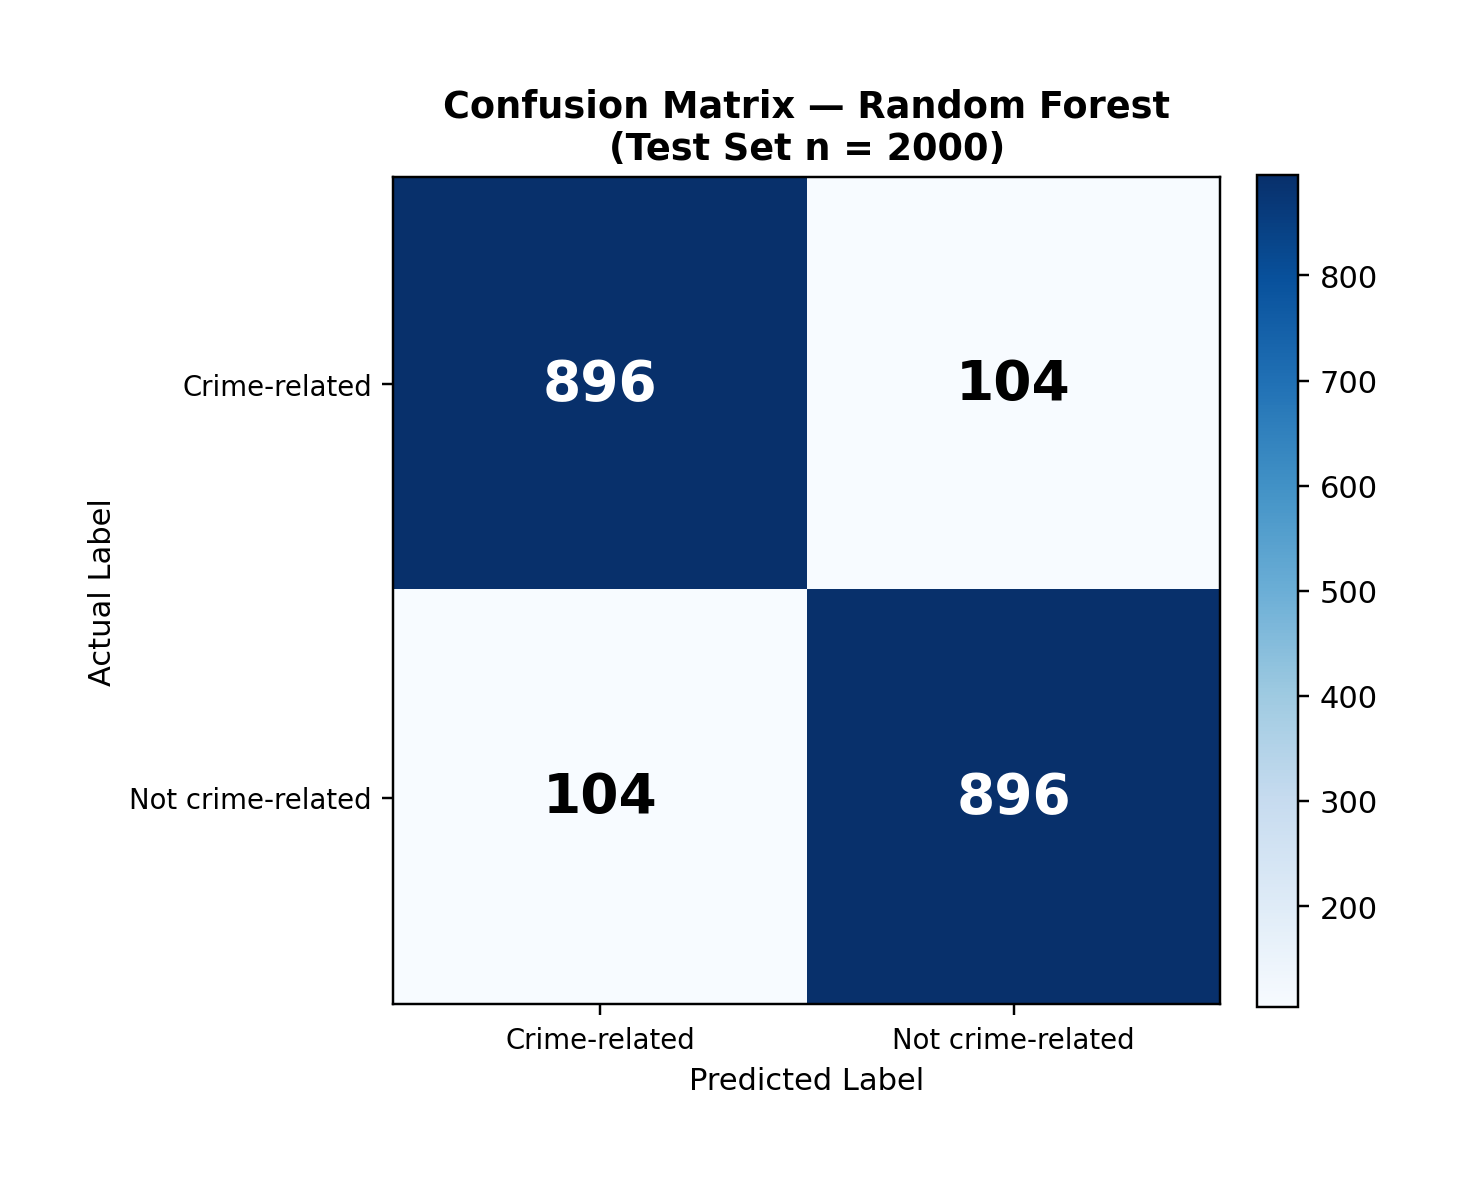 Confusion Matrix — Random Forest
(Test Set n = 2000)
Actual Label
Crime-related
Not crime-related
896
104
104
896
Crime-related
Not crime-related
Predicted Label
800
700
600
500
400
300
200